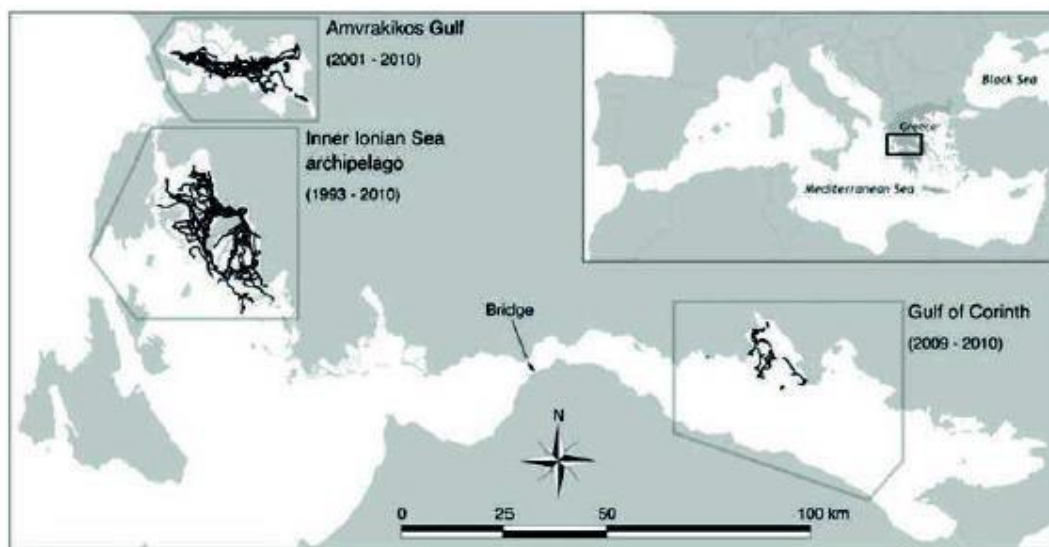 Amvrakikos Gulf
(2001 - 2010)
Inner Ionian Sea
archipelago
(1993 - 2010)
Black Sea
Greece
Mediterranean Sea
Bridge
Gulf of Corinth
(2009 - 2010)
N
0 25 50 100 km